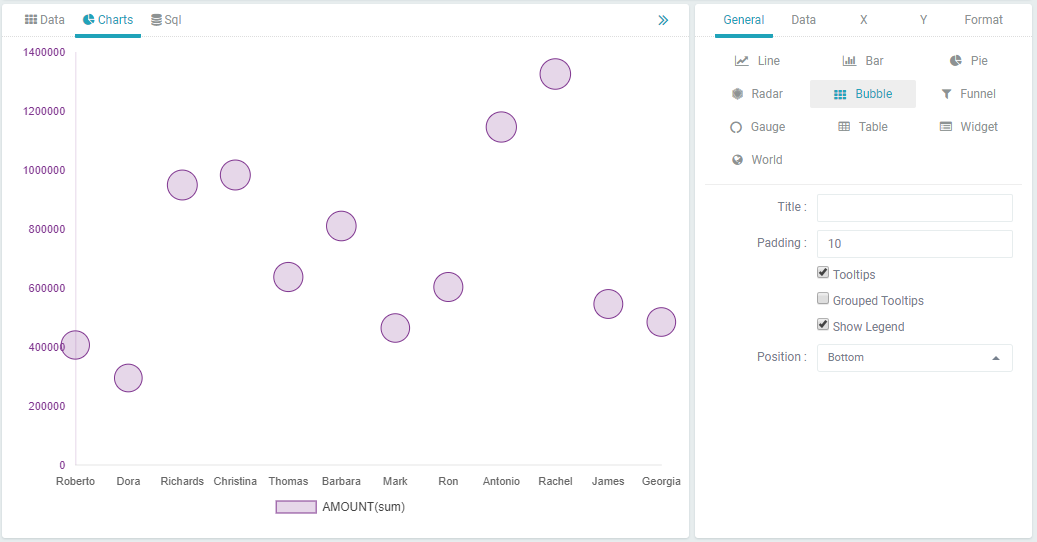 Data Charts Sql
1400000
1200000
1000000
800000
600000
400000
200000
0
Roberto Dora Richards Christina Thomas Barbara Mark Ron Antonio Rachel James Georgia
AMOUNT(sum)
General Data X Y Format
Line Bar Pie
Radar Bubble Funnel
Gauge Table Widget
World
Title :
Padding : 10
Tooltips
Grouped Tooltips
Show Legend
Position : Bottom